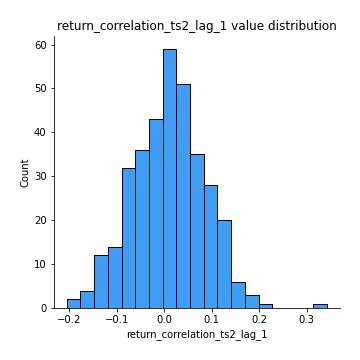 return_correlation_ts2_lag_1 value distribution
60
50
40
30
20
10
0
Count
−0.2 −0.1 0.0 0.1 0.2 0.3
return_correlation_ts2_lag_1